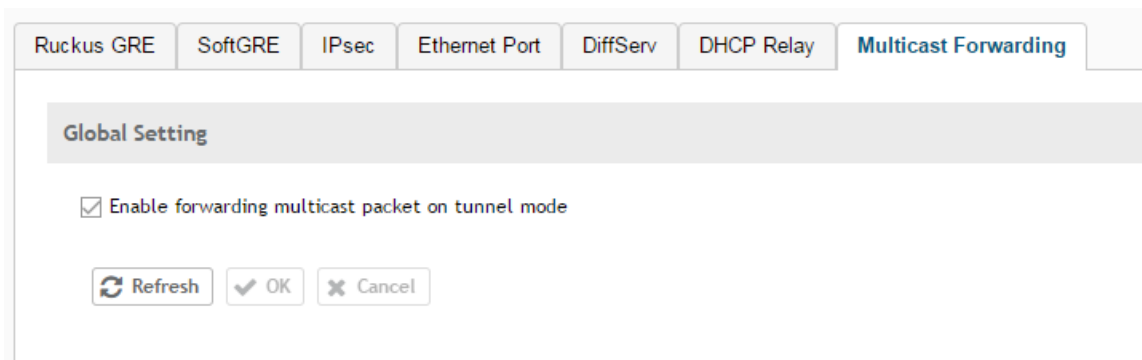 Ruckus GRE SoftGRE IPsec Ethernet Port DiffServ DHCP Relay Multicast Forwarding
Global Setting
Enable forwarding multicast packet on tunnel mode
Refresh OK Cancel